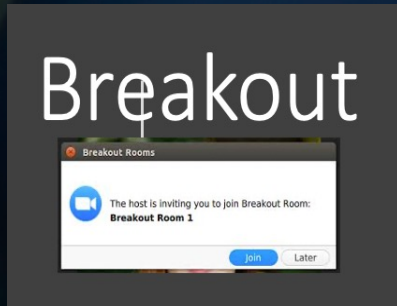 Breakout
Breakout Rooms
The host is inviting you to join Breakout Room:
Breakout Room 1
Join Later